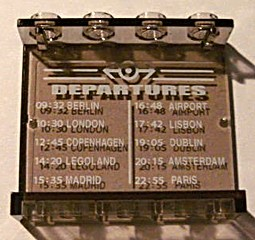 DEPARTURES
09:32 BERLIN 16:48 AIRPORT
10:30 LONDON 17:42 LISBON
12:45 COPENHAGEN 19:05 DUBLIN
14:20 LEGOLAND 20:15 AMSTERDAM
15:35 MADRID 22:55 PARIS